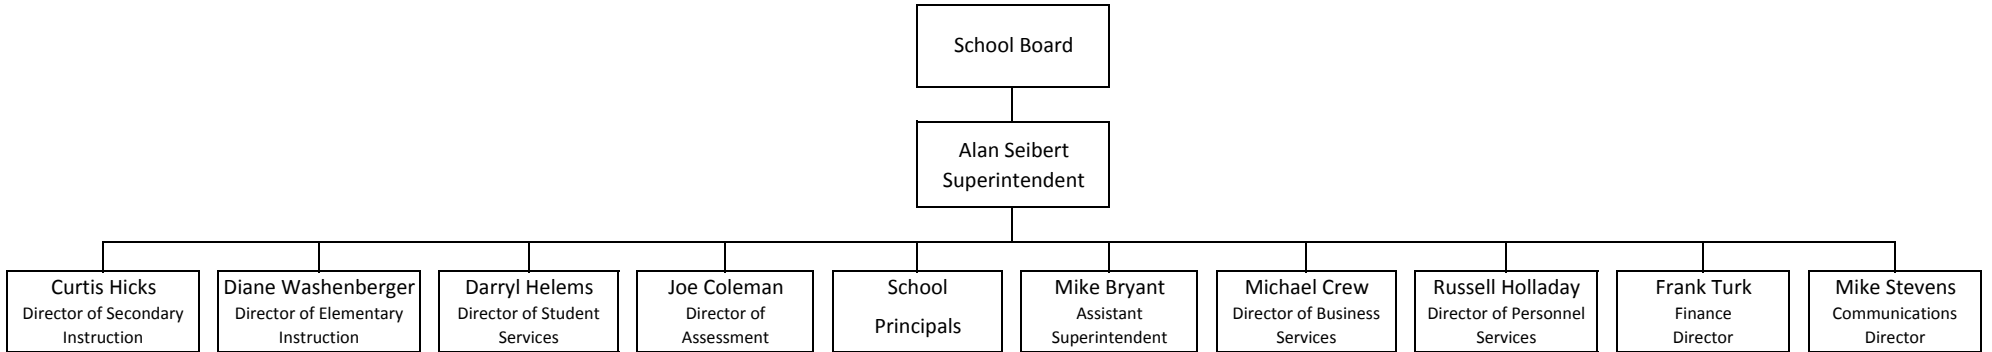 School Board
Alan Seibert
Superintendent
Curtis Hicks
Director of Secondary
Instruction
Diane Washenberger
Director of Elementary
Instruction
Darryl Helems
Director of Student
Services
Joe Coleman
Director of
Assessment
School
Principals
Mike Bryant
Assistant
Superintendent
Michael Crew
Director of Business
Services
Russell Holladay
Director of Personnel
Services
Frank Turk
Finance
Director
Mike Stevens
Communications
Director